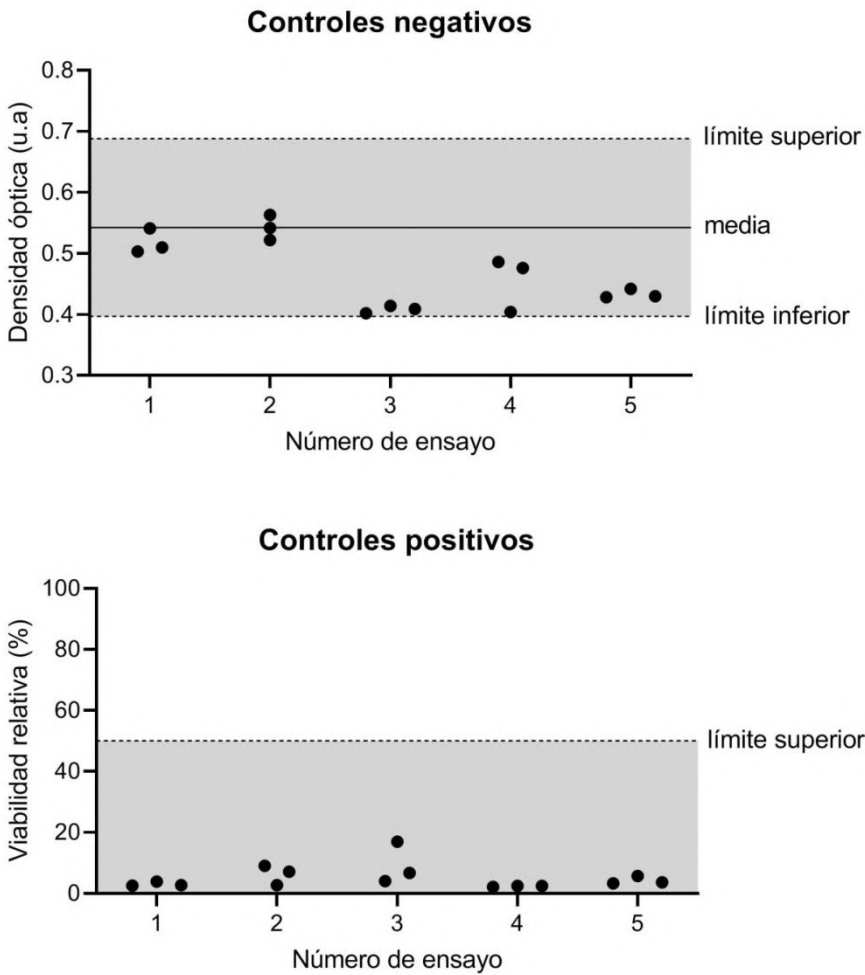 Controles negativos
0.8
0.7
0.6
0.5
0.4
0.3
Densidad óptica (u.a)
límite superior
media
límite inferior
1 2 3 4 5
Número de ensayo
Controles positivos
100
80
60
40
20
0
Viabilidad relativa (%)
límite superior
1 2 3 4 5
Número de ensayo